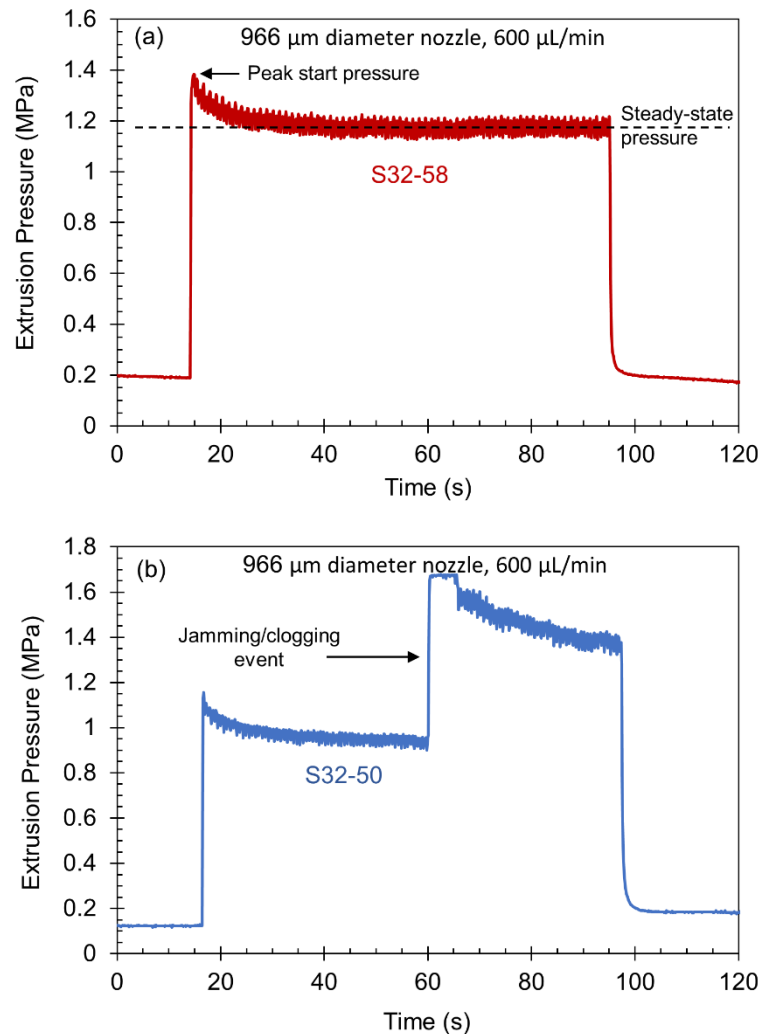 (a)
966 µm diameter nozzle, 600 µL/min
Peak start pressure
Steady-state
pressure
S32-58
Extrusion Pressure (MPa)
1.6
1.4
1.2
1
0.8
0.6
0.4
0.2
0
0 20 40 60 80 100 120
Time (s)
(b)
966 µm diameter nozzle, 600 µL/min
Jamming/clogging
event
S32-50
Extrusion Pressure (MPa)
1.8
1.6
1.4
1.2
1
0.8
0.6
0.4
0.2
0
0 20 40 60 80 100 120
Time (s)